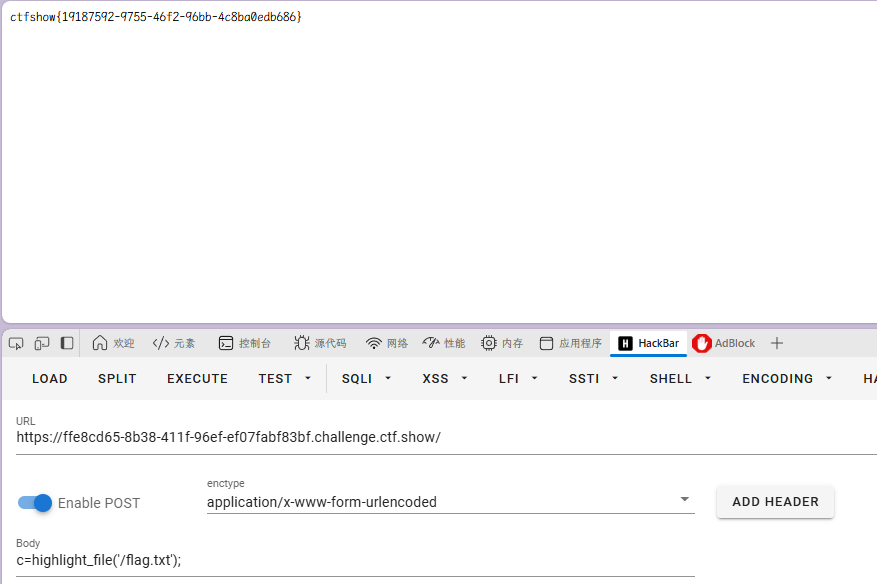 ctfshow{19187592-9755-46f2-96bb-4c8ba0edb686}
欢迎 </> 元素 控制台 源代码 网络 性能 内存 应用程序 H HackBar AdBlock
LOAD SPLIT EXECUTE TEST SQLI XSS LFI SSTI SHELL ENCODING HA
URL
https://ffe8cd65-8b38-411f-96ef-ef07fabf83bf.challenge.ctf.show/
enctype
Enable POST application/x-www-form-urlencoded ADD HEADER
Body
c=highlight_file('/flag.txt');